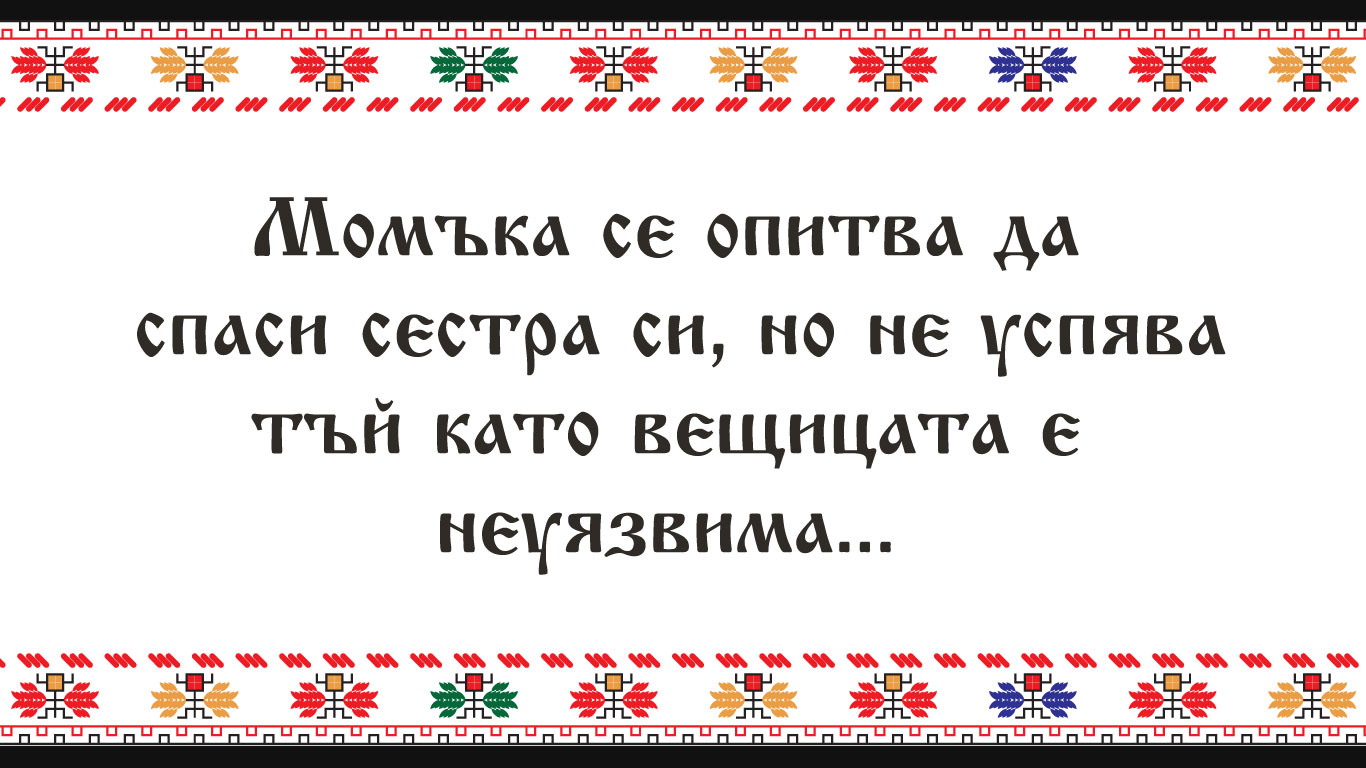 Момъка се опитва да
спаси сестра си, но не успява
тъй като вещицата е
неуязвима...